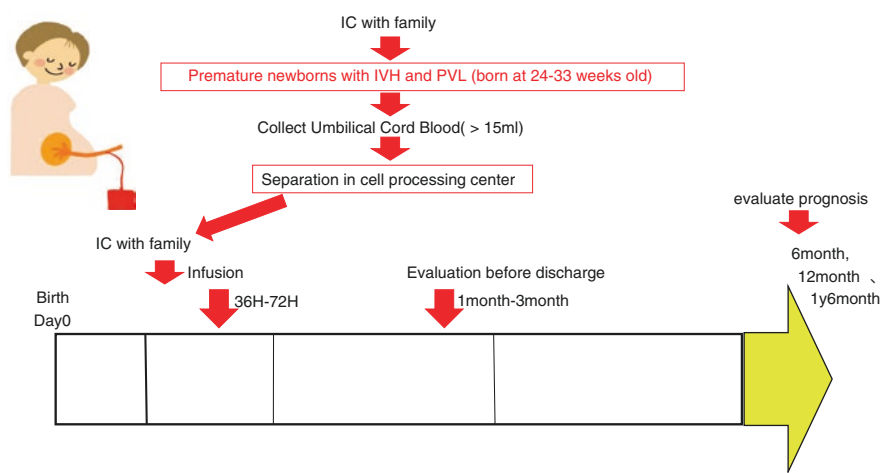 IC with family
Premature newborns with IVH and PVL (born at 24-33 weeks old)
Collect Umbilical Cord Blood( > 15ml)
Separation in cell processing center
evaluate prognosis
IC with family
6month,
12month 、
1y6month
Infusion
Evaluation before discharge
36H-72H
1month-3month
Birth
Day0